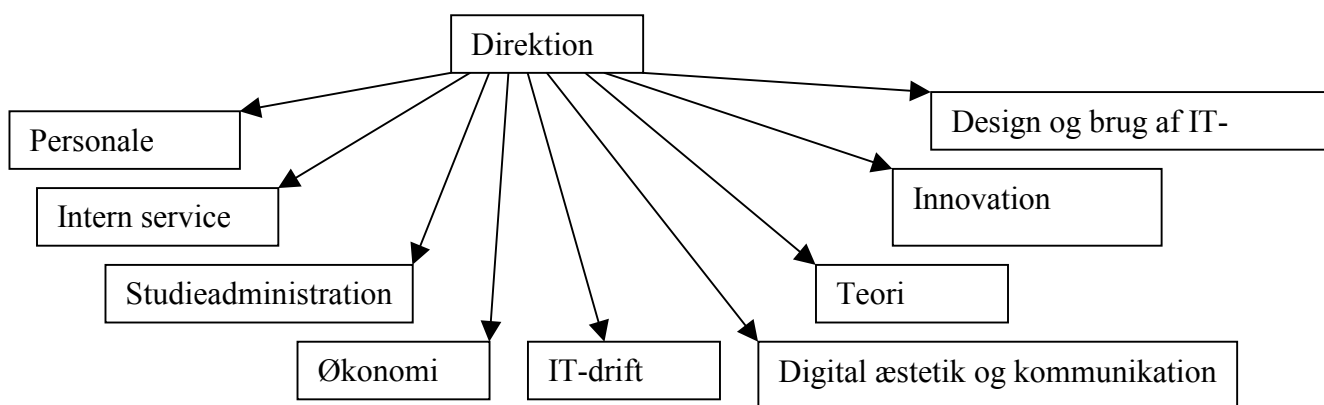 Direktion
Personale
Design og brug af IT-
Intern service
Innovation
Studieadministration
Teori
Økonomi
IT-drift
Digital æstetik og kommunikation